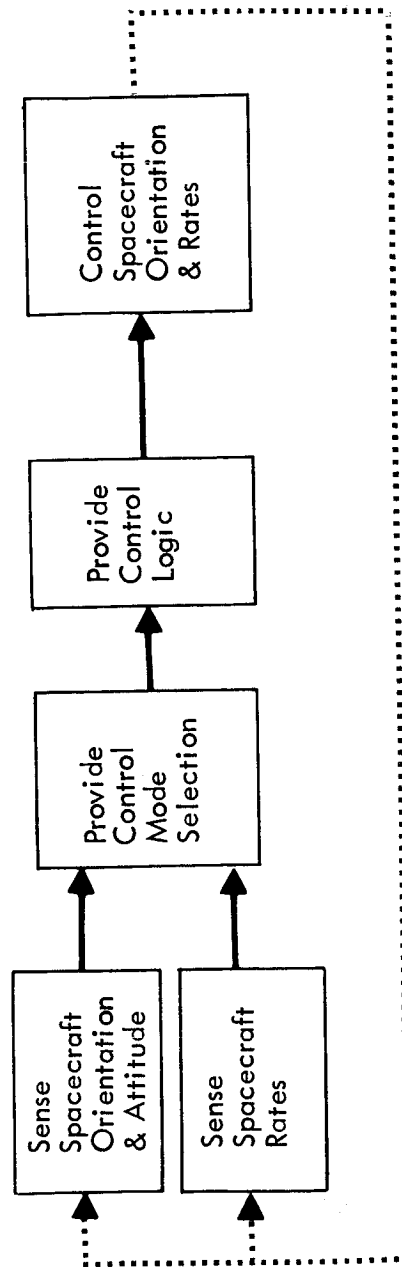 Sense
Spacecraft
Orientation
& Attitude
Sense
Spacecraft
Rates
Provide
Control
Mode
Selection
Provide
Control
Logic
Control
Spacecraft
Orientation
& Rates